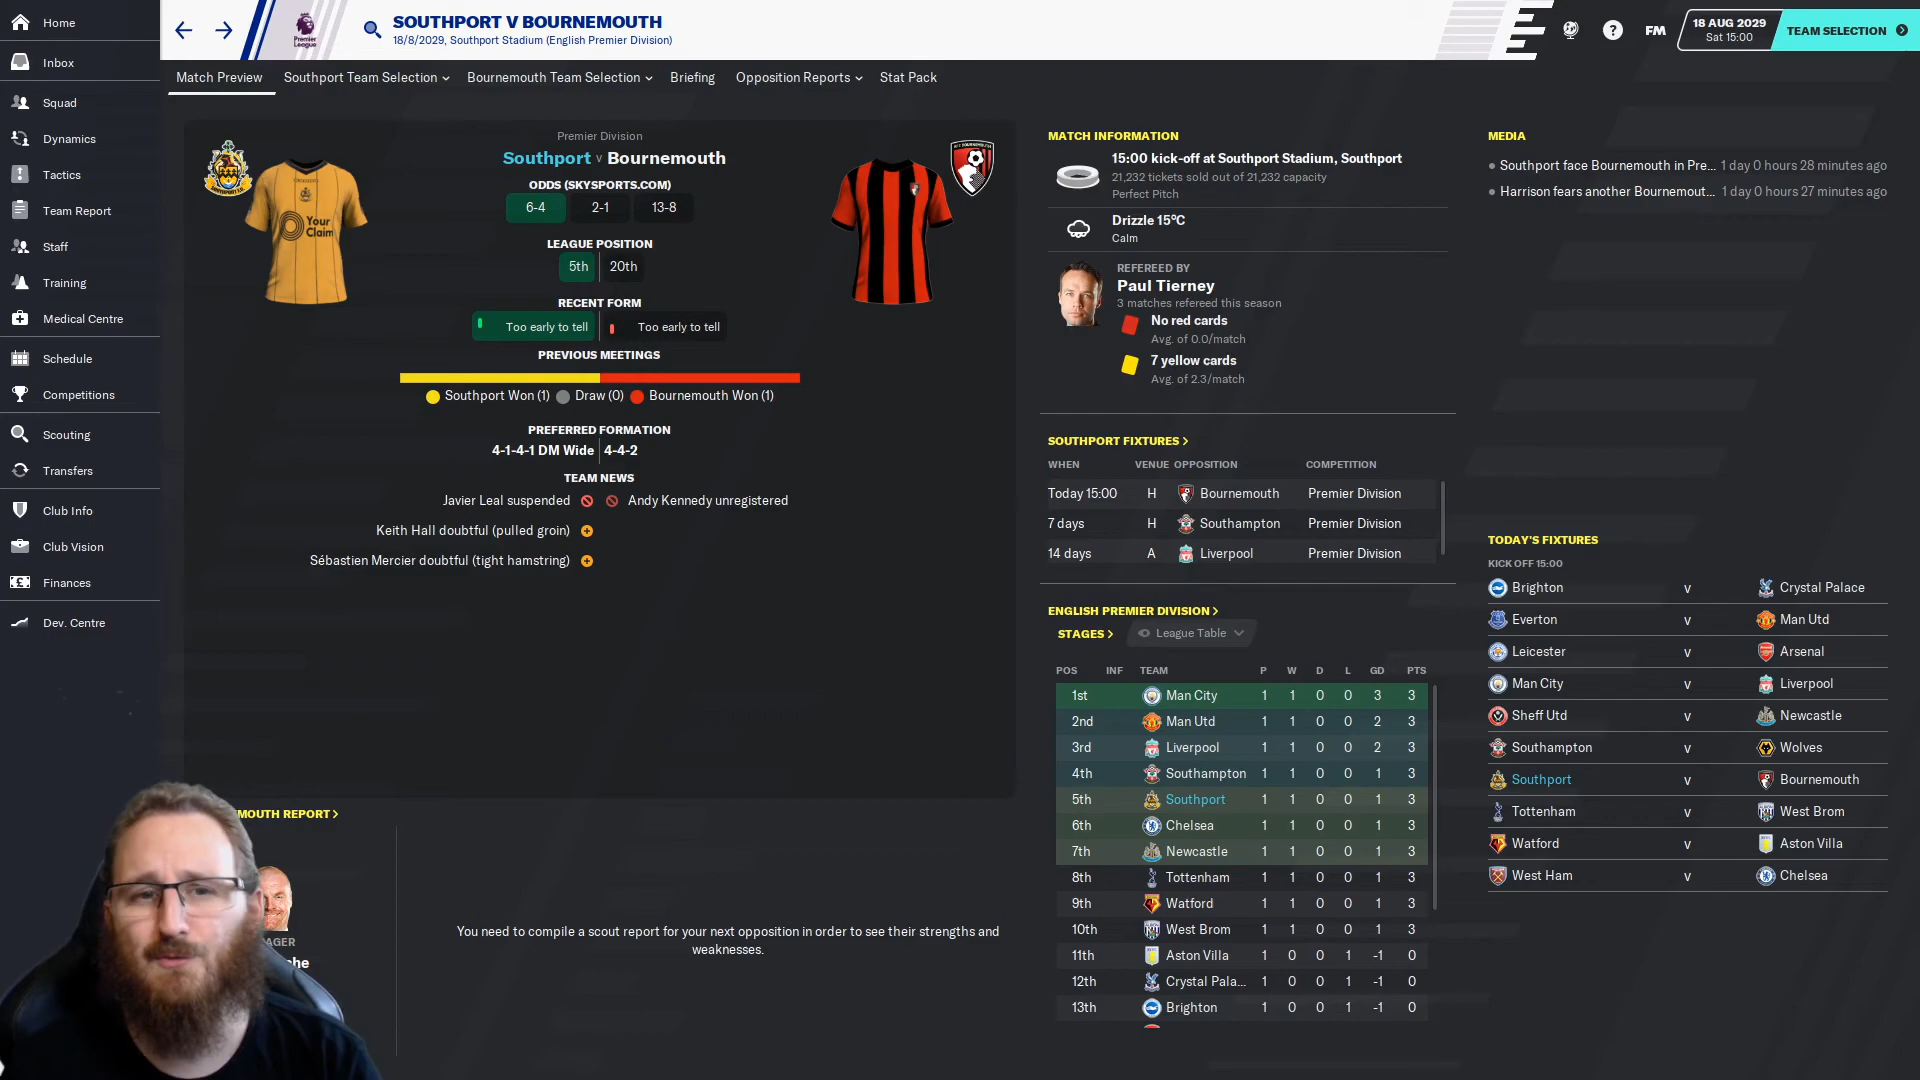 Home
Inbox
Squad
Dynamics
Tactics
Team Report
Staff
Training
Medical Centre
Schedule
Competitions
Scouting
Transfers
Club Info
Club Vision
Finances
Dev. Centre
Premier
League
SOUTHPORT V BOURNEMOUTH
18/8/2029, Southport Stadium (English Premier Division)
FM
18 AUG 2029
Sat 15:00
TEAM SELECTION
Match Preview
Southport Team Selection
Bournemouth Team Selection
Briefing
Opposition Reports
Stat Pack
Premier Division
Southport v Bournemouth
ODDS (SKYSPORTS.COM)
6-4 2-1 13-8
LEAGUE POSITION
5th 20th
RECENT FORM
Too early to tell Too early to tell
PREVIOUS MEETINGS
Southport Won (1) Draw (0) Bournemouth Won (1)
PREFERRED FORMATION
4-1-4-1 DM Wide 4-4-2
TEAM NEWS
Javier Leal suspended Andy Kennedy unregistered
Keith Hall doubtful (pulled groin)
Sébastien Mercier doubtful (tight hamstring)
Your
Claim
MOUTH REPORT >
AGER
he
You need to compile a scout report for your next opposition in order to see their strengths and
weaknesses.
MATCH INFORMATION
15:00 kick-off at Southport Stadium, Southport
21,232 tickets sold out of 21,232 capacity
Perfect Pitch
Drizzle 15°C
Calm
REFEREED BY
Paul Tierney
3 matches refereed this season
No red cards
Avg. of 0.0/match
7 yellow cards
Avg. of 2.3/match
SOUTHPORT FIXTURES >
WHEN VENUE OPPOSITION COMPETITION
Today 15:00 H Bournemouth Premier Division
7 days H Southampton Premier Division
14 days A Liverpool Premier Division
ENGLISH PREMIER DIVISION >
STAGES > League Table
POS INF TEAM P W D L GD PTS
1st Man City 1 1 0 0 3 3
2nd Man Utd 1 1 0 0 2 3
3rd Liverpool 1 1 0 0 2 3
4th Southampton 1 1 0 0 1 3
5th Southport 1 1 0 0 1 3
6th Chelsea 1 1 0 0 1 3
7th Newcastle 1 1 0 0 1 3
8th Tottenham 1 1 0 0 1 3
9th Watford 1 1 0 0 1 3
10th West Brom 1 1 0 0 1 3
11th Aston Villa 1 0 0 1 -1 0
12th Crystal Pala... 1 0 0 1 -1 0
13th Brighton 1 0 0 1 -1 0
MEDIA
Southport face Bournemouth in Pre... 1 day 0 hours 28 minutes ago
Harrison fears another Bournemout... 1 day 0 hours 27 minutes ago
TODAY'S FIXTURES
KICK OFF 15:00
Brighton v Crystal Palace
Everton v Man Utd
Leicester v Arsenal
Man City v Liverpool
Sheff Utd v Newcastle
Southampton v Wolves
Southport v Bournemouth
Tottenham v West Brom
Watford v Aston Villa
West Ham v Chelsea